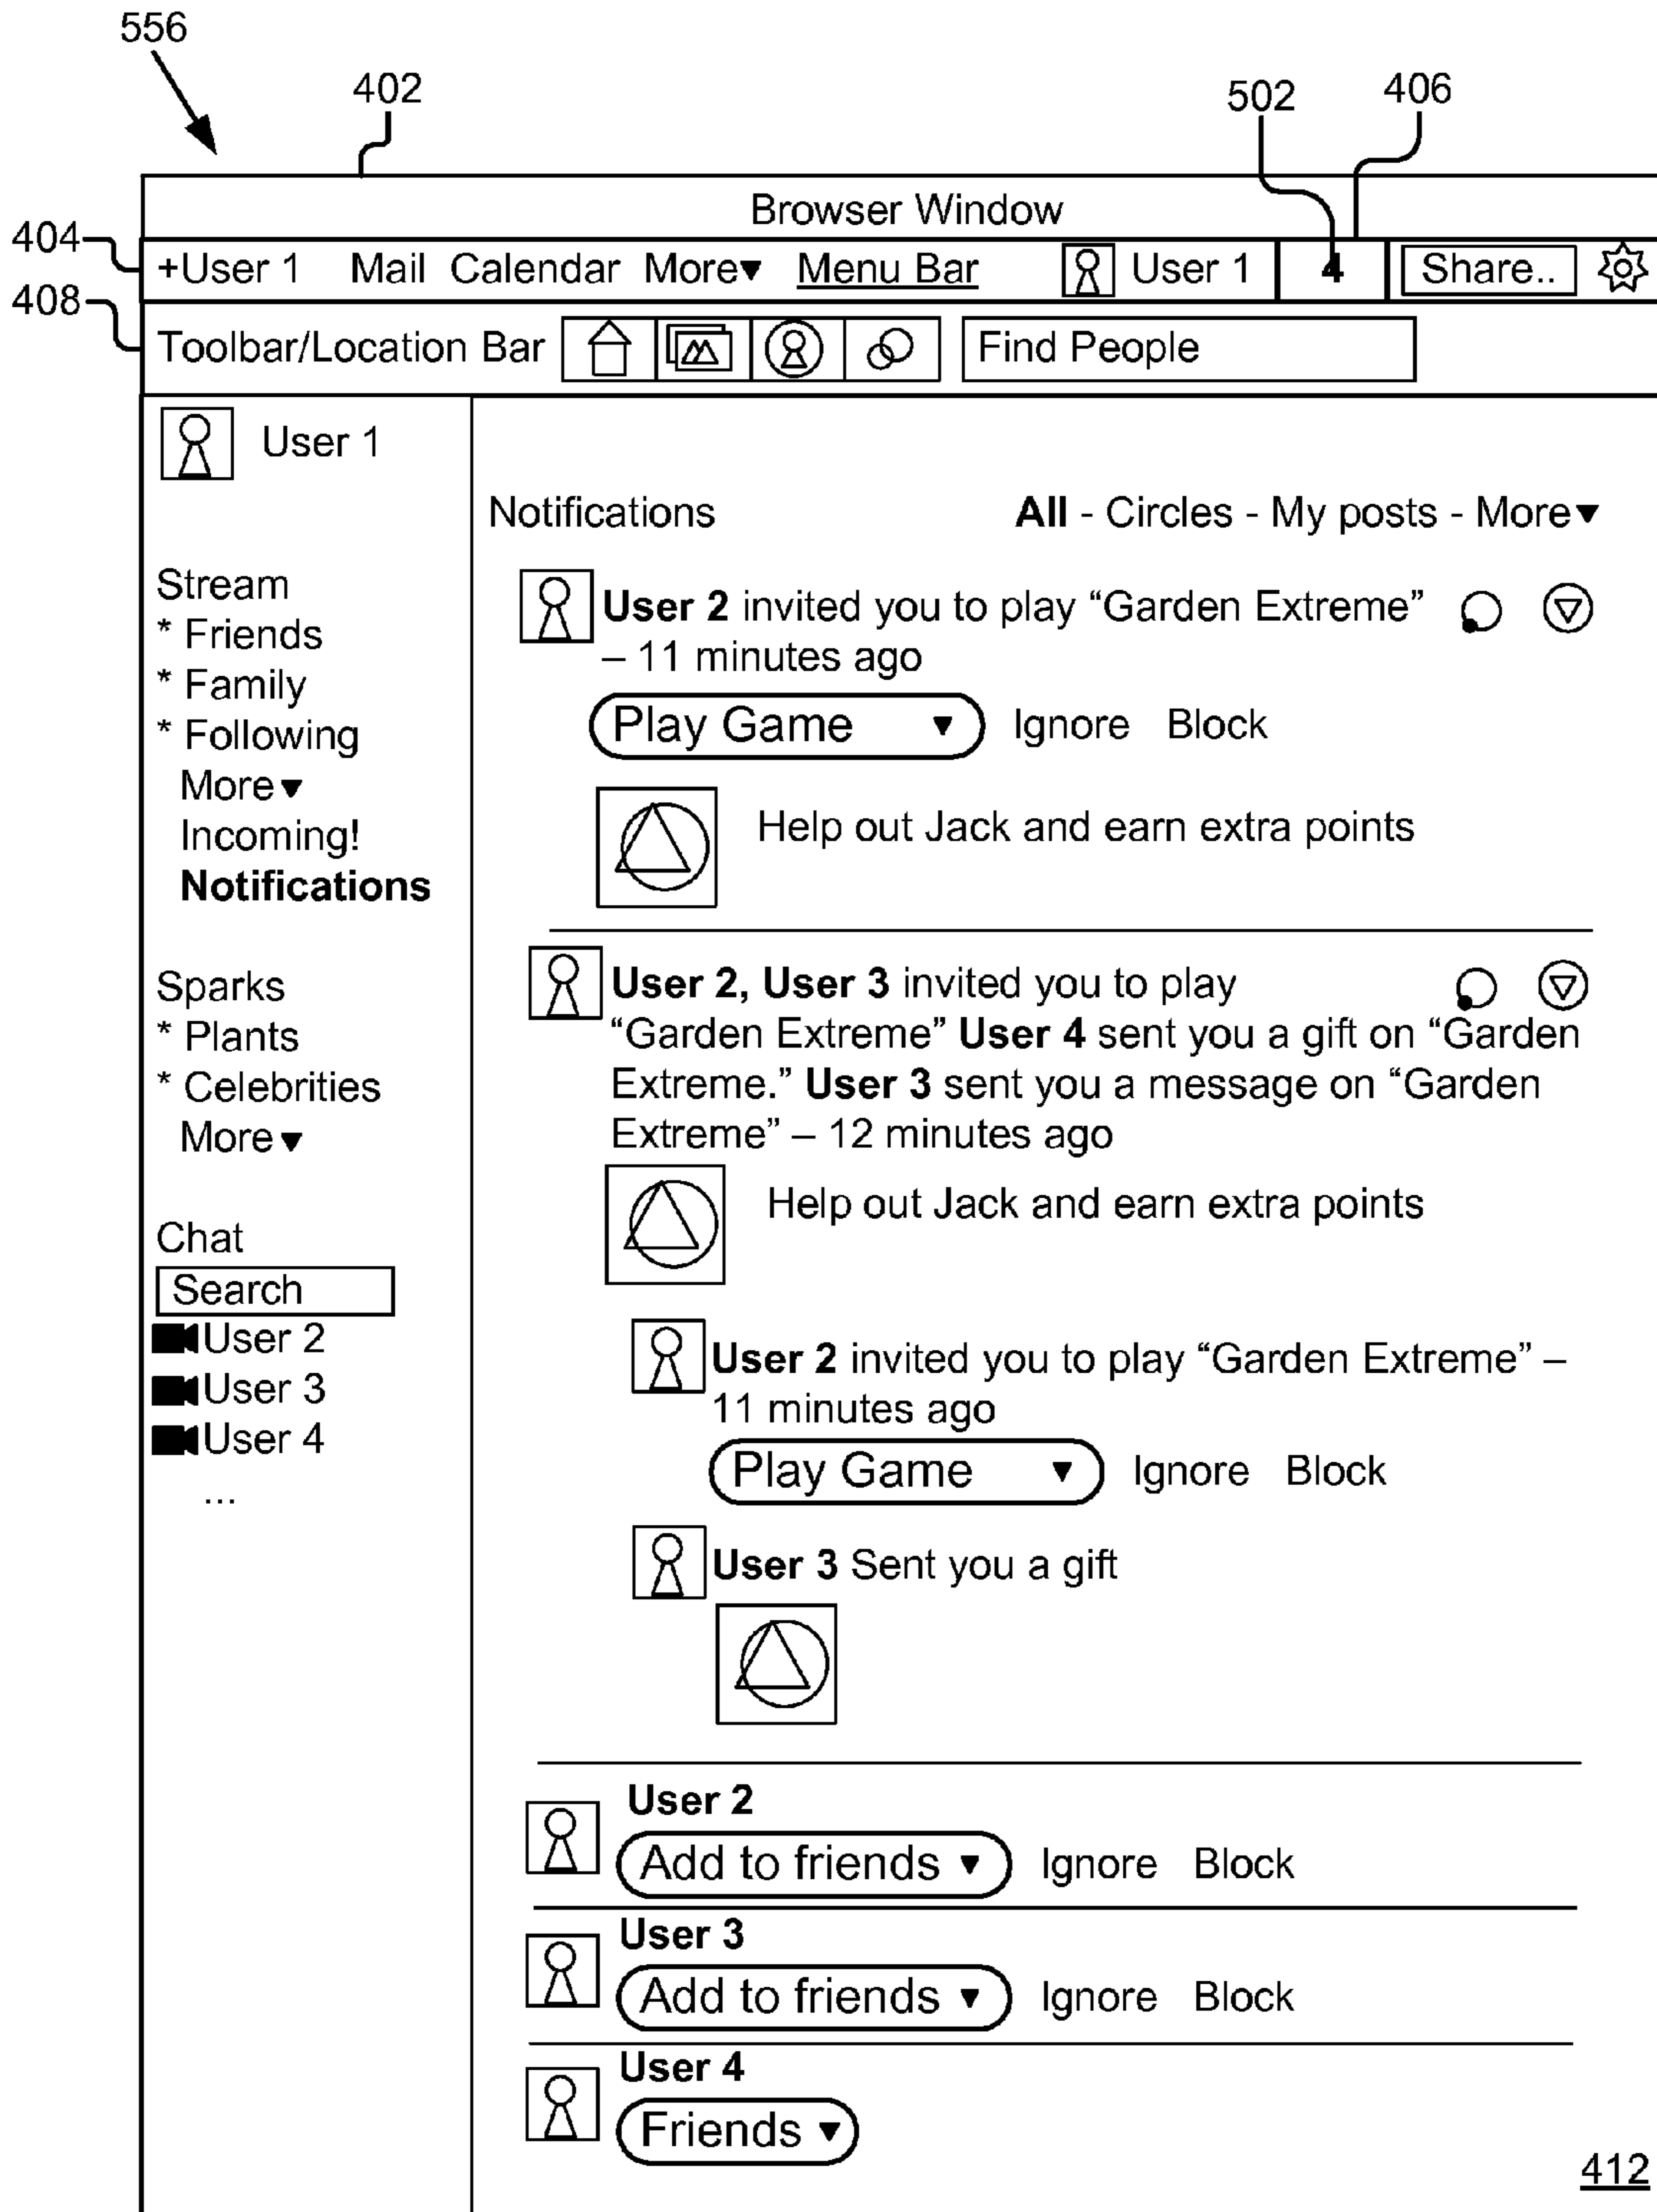 556
402
502
406
Browser Window
404
+User 1 Mail Calendar More▼ Menu Bar User 1 4 Share..
408
Toolbar/Location Bar Find People
User 1
Notifications All - Circles - My posts - More▼
Stream
* Friends
* Family
* Following
More▼
Incoming!
Notifications
Sparks
* Plants
* Celebrities
More▼
Chat
Search
User 2
User 3
User 4
...
User 2 invited you to play “Garden Extreme”
– 11 minutes ago
Play Game ▼ Ignore Block
Help out Jack and earn extra points
User 2, User 3 invited you to play
“Garden Extreme” User 4 sent you a gift on “Garden
Extreme.” User 3 sent you a message on “Garden
Extreme” – 12 minutes ago
Help out Jack and earn extra points
User 2 invited you to play “Garden Extreme” –
11 minutes ago
Play Game ▼ Ignore Block
User 3 Sent you a gift
User 2
Add to friends ▼ Ignore Block
User 3
Add to friends ▼ Ignore Block
User 4
Friends ▼
412